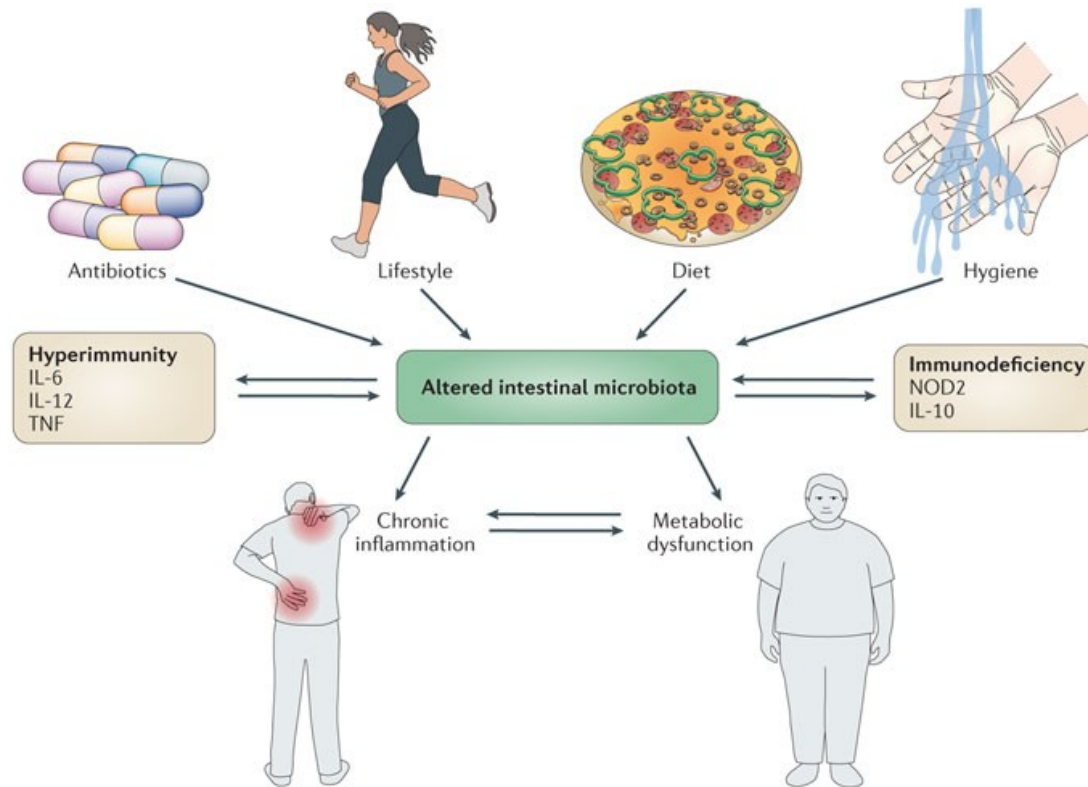 Antibiotics
Lifestyle
Diet
Hygiene
Hyperimmunity
IL-6
IL-12
TNF
Altered intestinal microbiota
Immunodeficiency
NOD2
IL-10
Chronic
inflammation
Metabolic
dysfunction